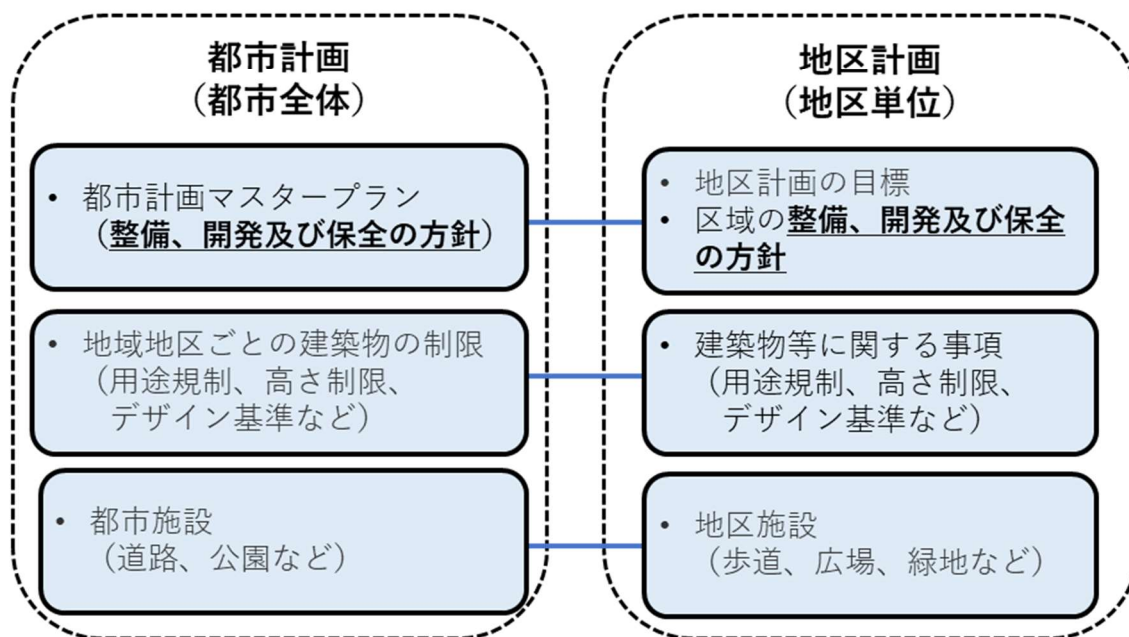 都市計画
（都市全体）
• 都市計画マスタープラン
（整備、開発及び保全の方針）
• 地域地区ごとの建築物の制限
（用途規制、高さ制限、
デザイン基準など）
• 都市施設
（道路、公園など）
地区計画
（地区単位）
• 地区計画の目標
• 区域の整備、開発及び保全
の方針
• 建築物等に関する事項
（用途規制、高さ制限、
デザイン基準など）
• 地区施設
（歩道、広場、緑地など）